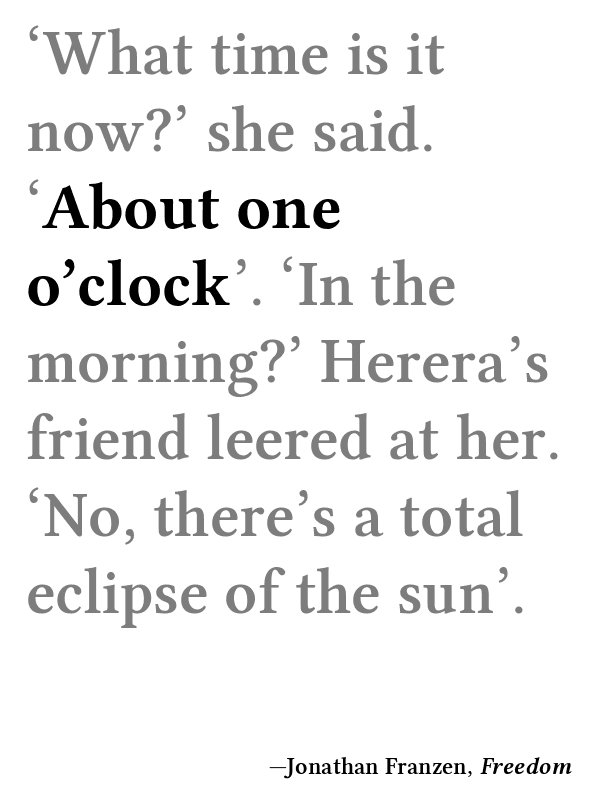 ‘What time is it
now?’ she said.
‘About one
o’clock’. ‘In the
morning?’ Herera’s
friend leered at her.
‘No, there’s a total
eclipse of the sun’.
—Jonathan Franzen, Freedom